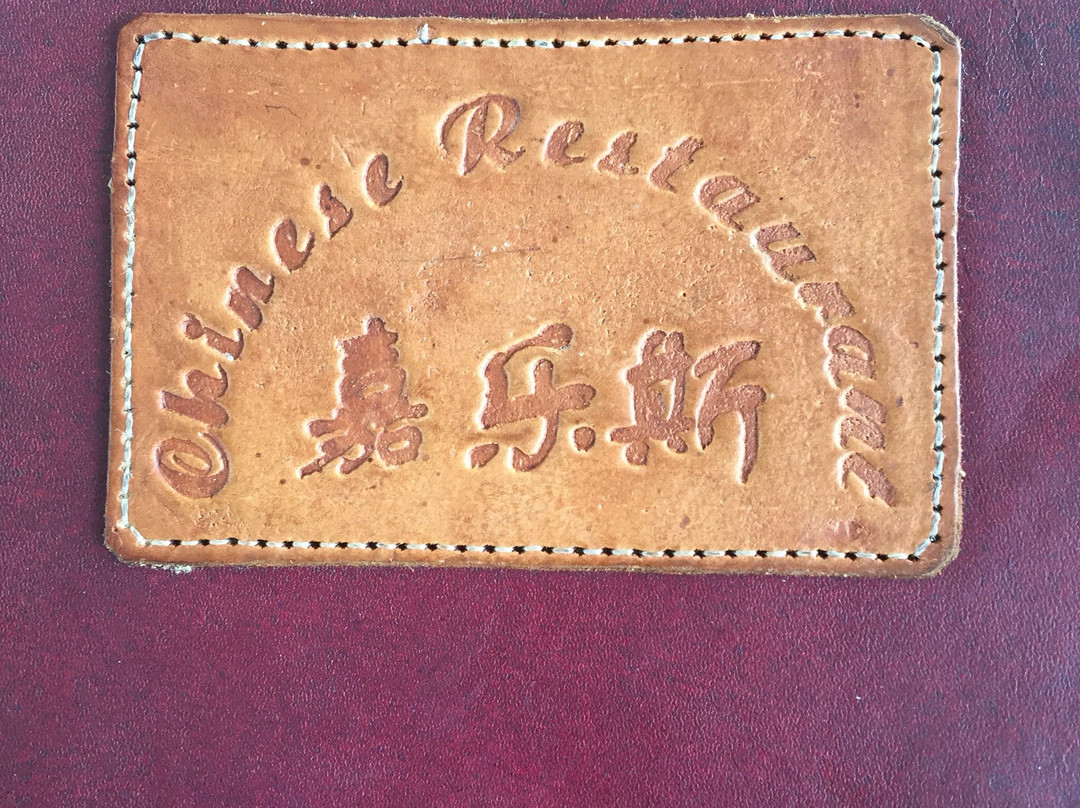 Chinese Restaurant
嘉乐斯